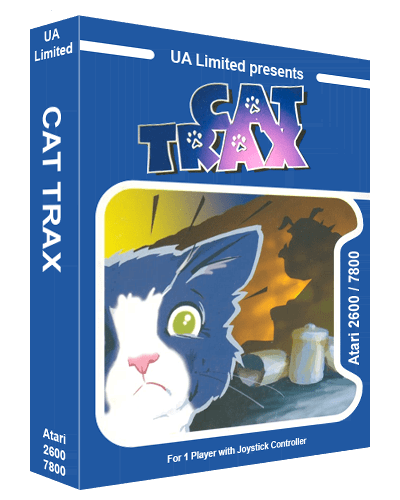 UA
Limited
CAT TRAX
Atari
2600
7800
UA Limited presents
CAT
TRAX
Atari 2600 / 7800
For 1 Player with Joystick Controller